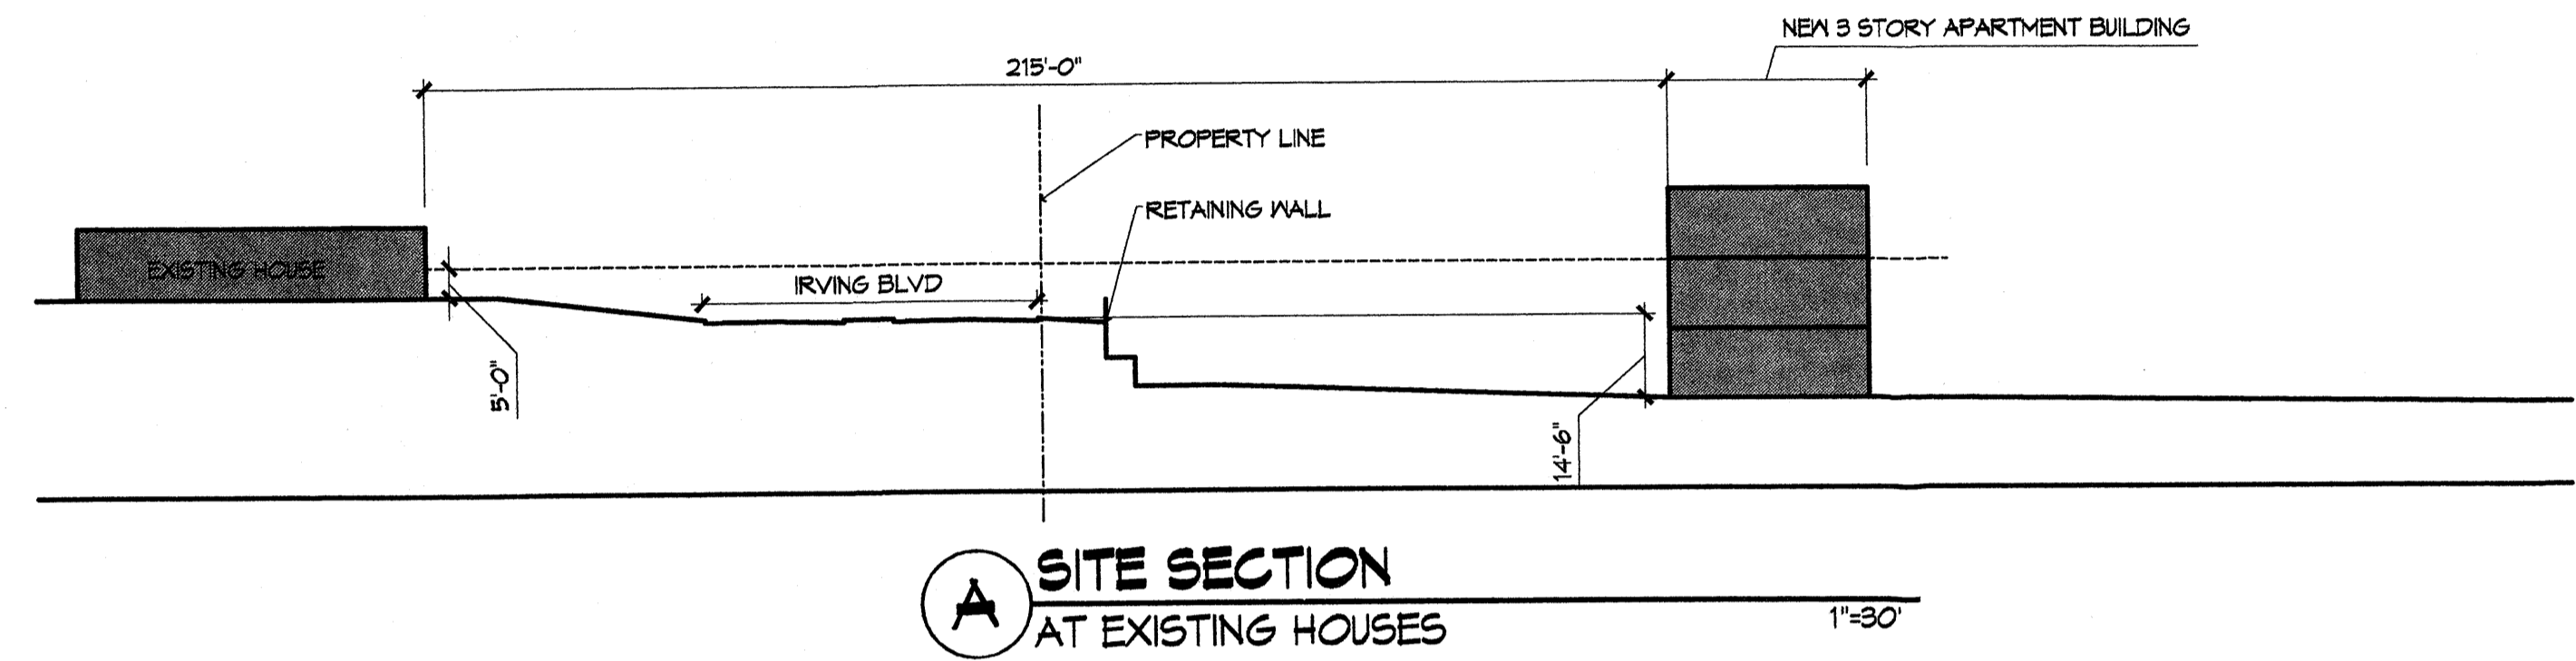 NEW 3 STORY APARTMENT BUILDING
215'-0"
PROPERTY LINE
RETAINING WALL
EXISTING HOUSE
IRVING BLVD
5'-0"
14'-6"
A
SITE SECTION
1"=30'
AT EXISTING HOUSES